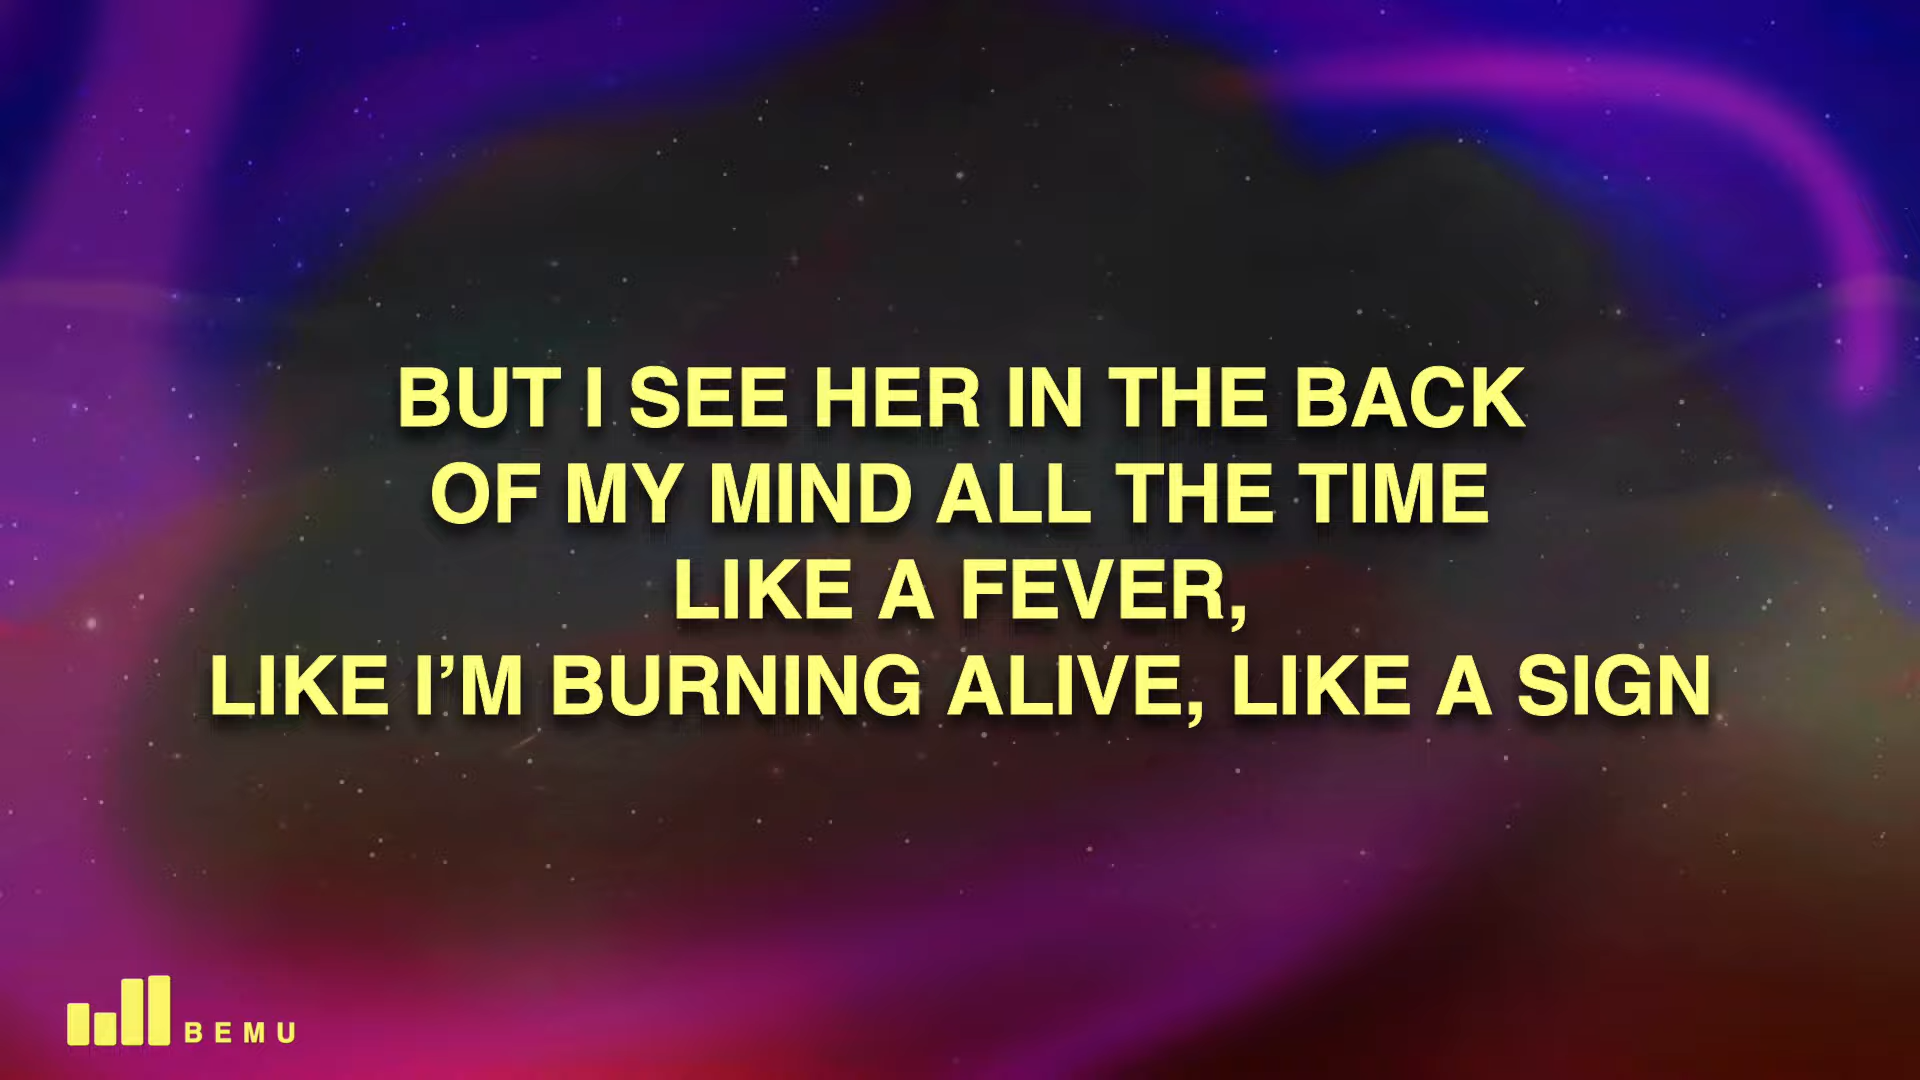 BUT I SEE HER IN THE BACK
OF MY MIND ALL THE TIME
LIKE A FEVER,
LIKE I’M BURNING ALIVE, LIKE A SIGN
BEMU